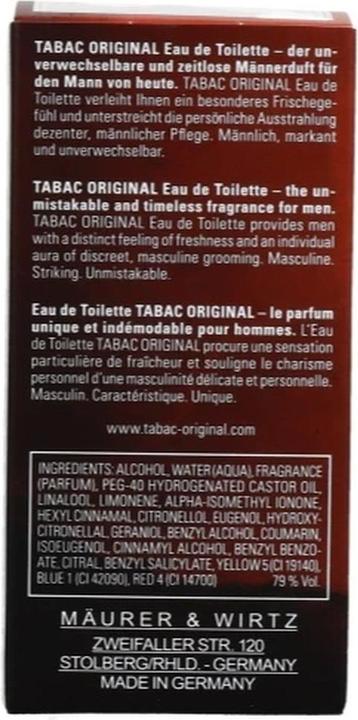 TABAC ORIGINAL Eau de Toilette – der un-
verwechselbare und zeitlose Männerduft für
den Mann von heute. TABAC ORIGINAL Eau de
Toilette verleiht Ihnen ein besonderes Frischege-
fühl und unterstreicht die persönliche Ausstrahlung
dezenter, männlicher Pflege. Männlich, markant
und unverwechselbar.
TABAC ORIGINAL Eau de Toilette – the un-
mistakable and timeless fragrance for men.
TABAC ORIGINAL Eau de Toilette provides men
with a distinct feeling of freshness and an individual
aura of discreet, masculine grooming. Masculine.
Striking. Unmistakable.
Eau de Toilette TABAC ORIGINAL – le parfum
unique et indémodable pour hommes. L'Eau
de Toilette TABAC ORIGINAL procure une sensation
particulière de fraîcheur et souligne le charisme
personnel d'une masculinité délicate et personnelle.
Masculin. Caractéristique. Unique.
www.tabac-original.com
INGREDIENTS: ALCOHOL, WATER (AQUA), FRAGRANCE
(PARFUM), PEG-40 HYDROGENATED CASTOR OIL,
LINALOOL, LIMONENE, ALPHA-ISOMETHYL IONONE,
HEXYL CINNAMAL, CITRONELLOL, EUGENOL, HYDROXY-
CITRONELLAL, GERANIOL, BENZYL ALCOHOL, COUMARIN,
ISOEUGENOL, CINNAMYL ALCOHOL, BENZYL BENZO-
ATE, CITRAL, BENZYL SALICYLATE, YELLOW 5 (CI 19140),
BLUE 1 (CI 42090), RED 4 (CI 14700) 79 % Vol.
MÄURER & WIRTZ
ZWEIFALLER STR. 120
STOLBERG/RHLD. - GERMANY
MADE IN GERMANY